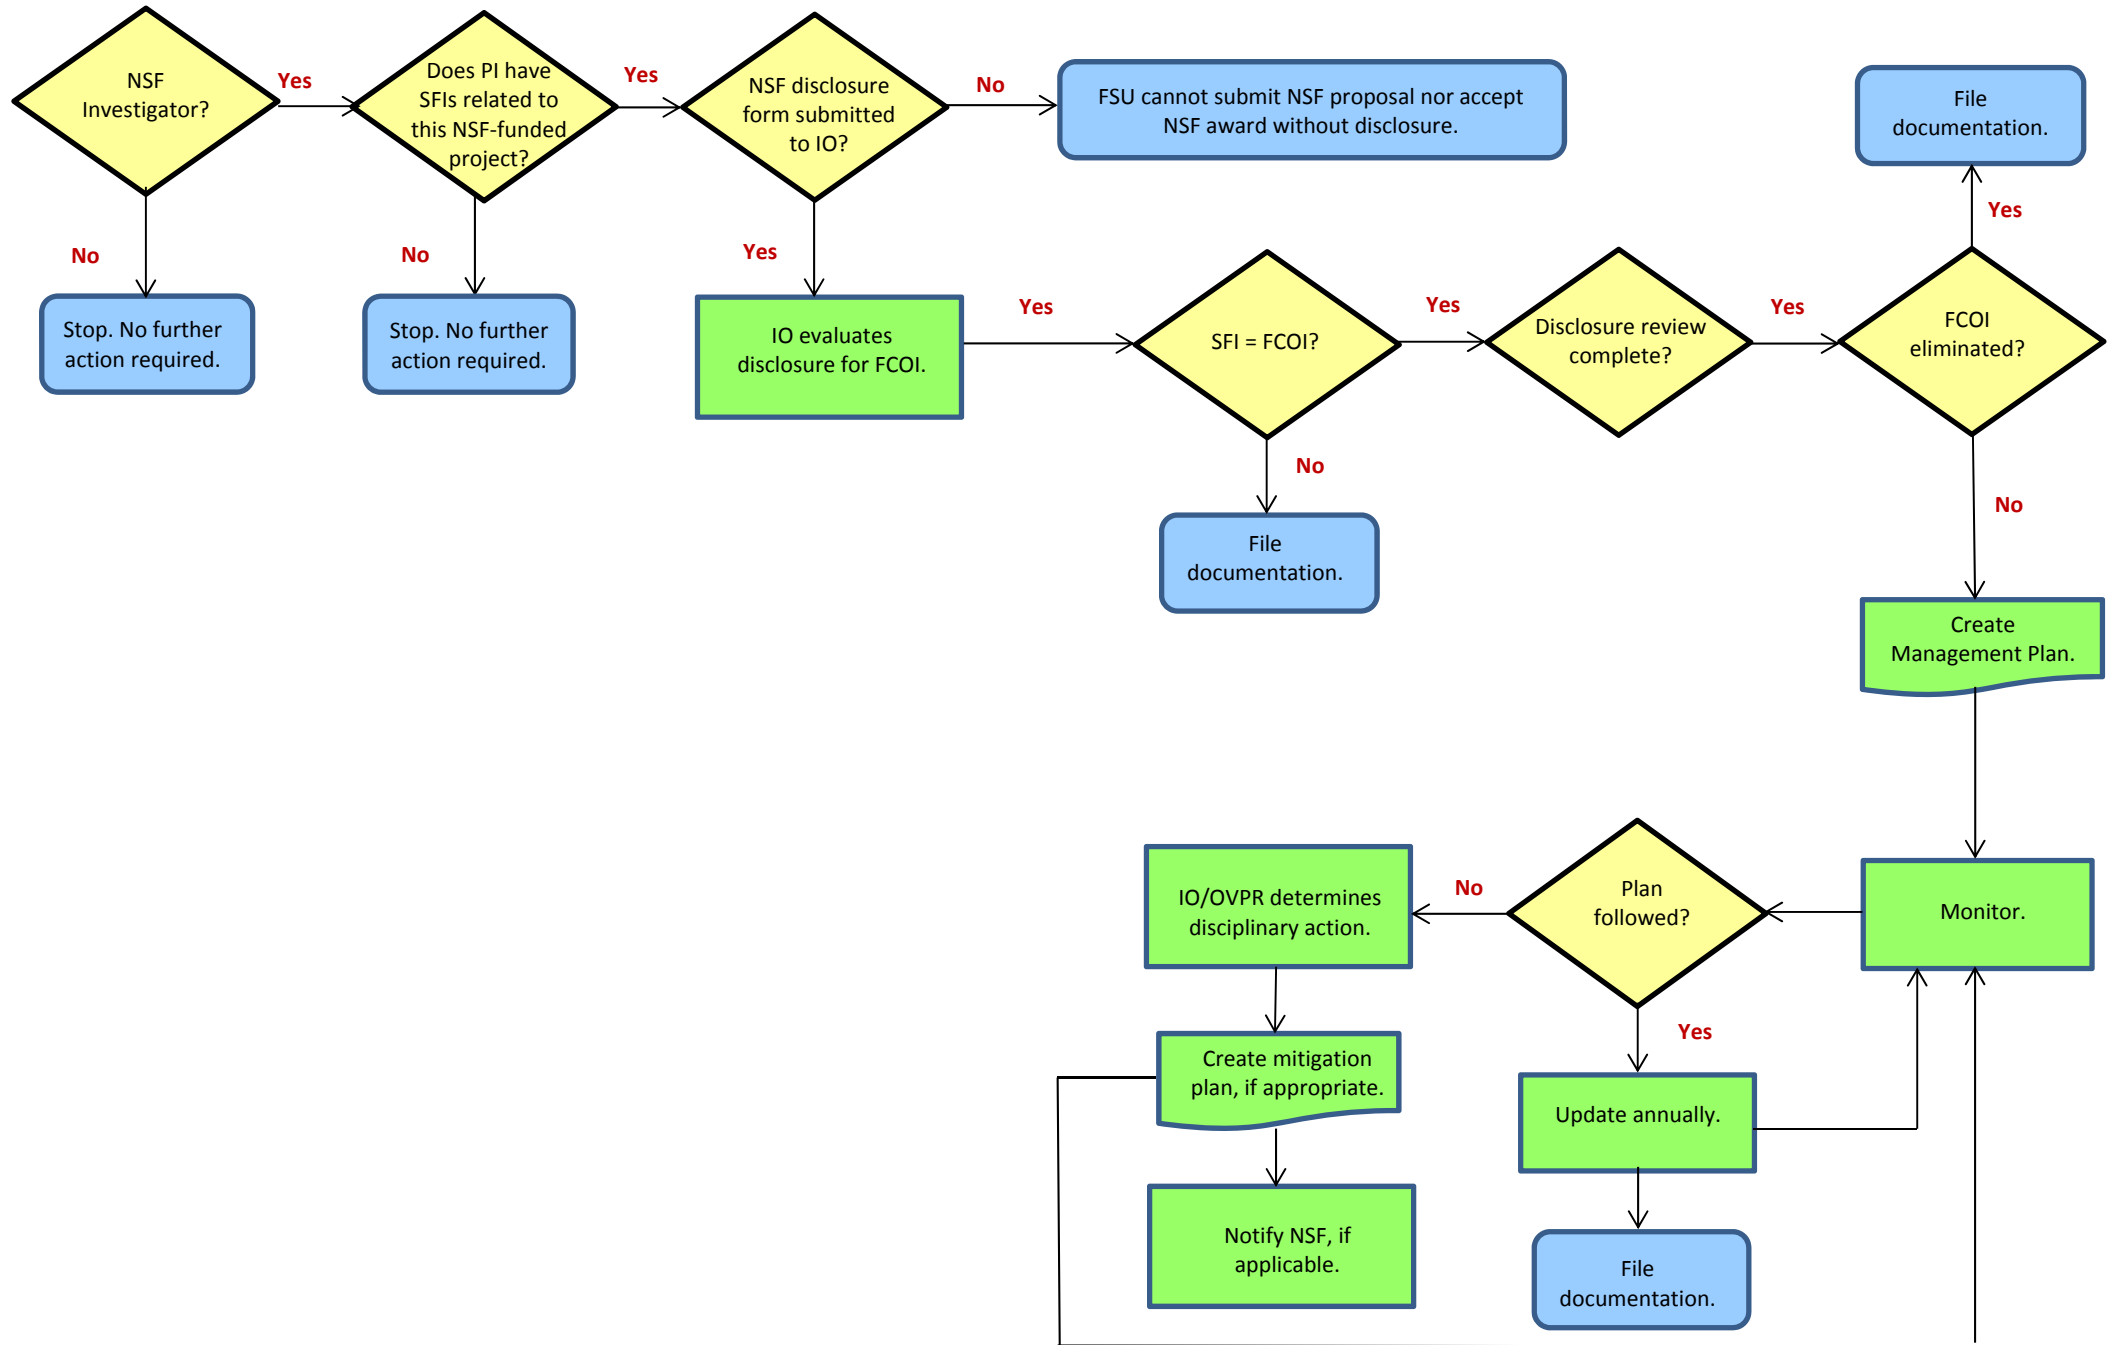 NSF
Investigator?
Yes
Does PI have
SFIs related to
this NSF-funded
project?
Yes
NSF disclosure
form submitted
to IO?
No
FSU cannot submit NSF proposal nor accept
NSF award without disclosure.
File
documentation.
Yes
No
Stop. No further
action required.
No
Stop. No further
action required.
Yes
IO evaluates
disclosure for FCOI.
Yes
SFI = FCOI?
Yes
Disclosure review
complete?
Yes
FCOI
eliminated?
No
File
documentation.
No
Create
Management Plan.
Monitor.
Plan
followed?
No
IO/OVPR determines
disciplinary action.
Yes
Create mitigation
plan, if appropriate.
Update annually.
Notify NSF, if
applicable.
File
documentation.